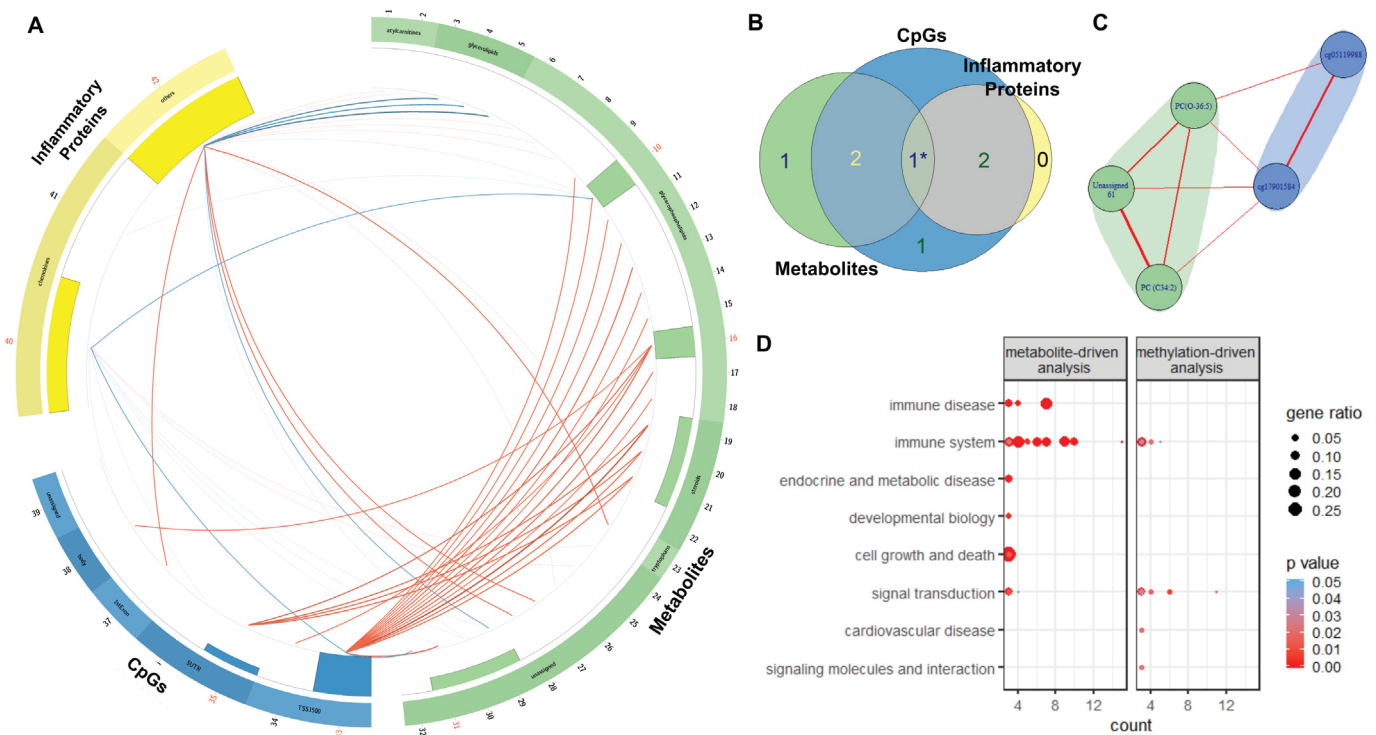 A
Inflammatory
Proteins
CpGs
Metabolites
1
2
3
4
5
6
7
8
9
10
11
12
13
14
15
16
17
18
19
20
21
22
23
24
25
26
27
28
29
30
31
32
34
35
37
38
39
40
41
42
acylcarnitines
glycerolipids
glycerophospholipids
steroids
tryptophans
unassigned
TSS1500
5UTR
1stExon
body
unassigned
chemokines
others
B
CpGs
Inflammatory
Proteins
Metabolites
1
2
1*
2
0
1
C
cg05119988
PC(O-36:5)
Unassigned
61
cg17901584
PC (C34:2)
D
metabolite-driven
analysis
methylation-driven
analysis
immune disease
immune system
endocrine and metabolic disease
developmental biology
cell growth and death
signal transduction
cardiovascular disease
signaling molecules and interaction
4 8 12 4 8 12
count
gene ratio
0.05
0.10
0.15
0.20
0.25
p value
0.05
0.04
0.03
0.02
0.01
0.00